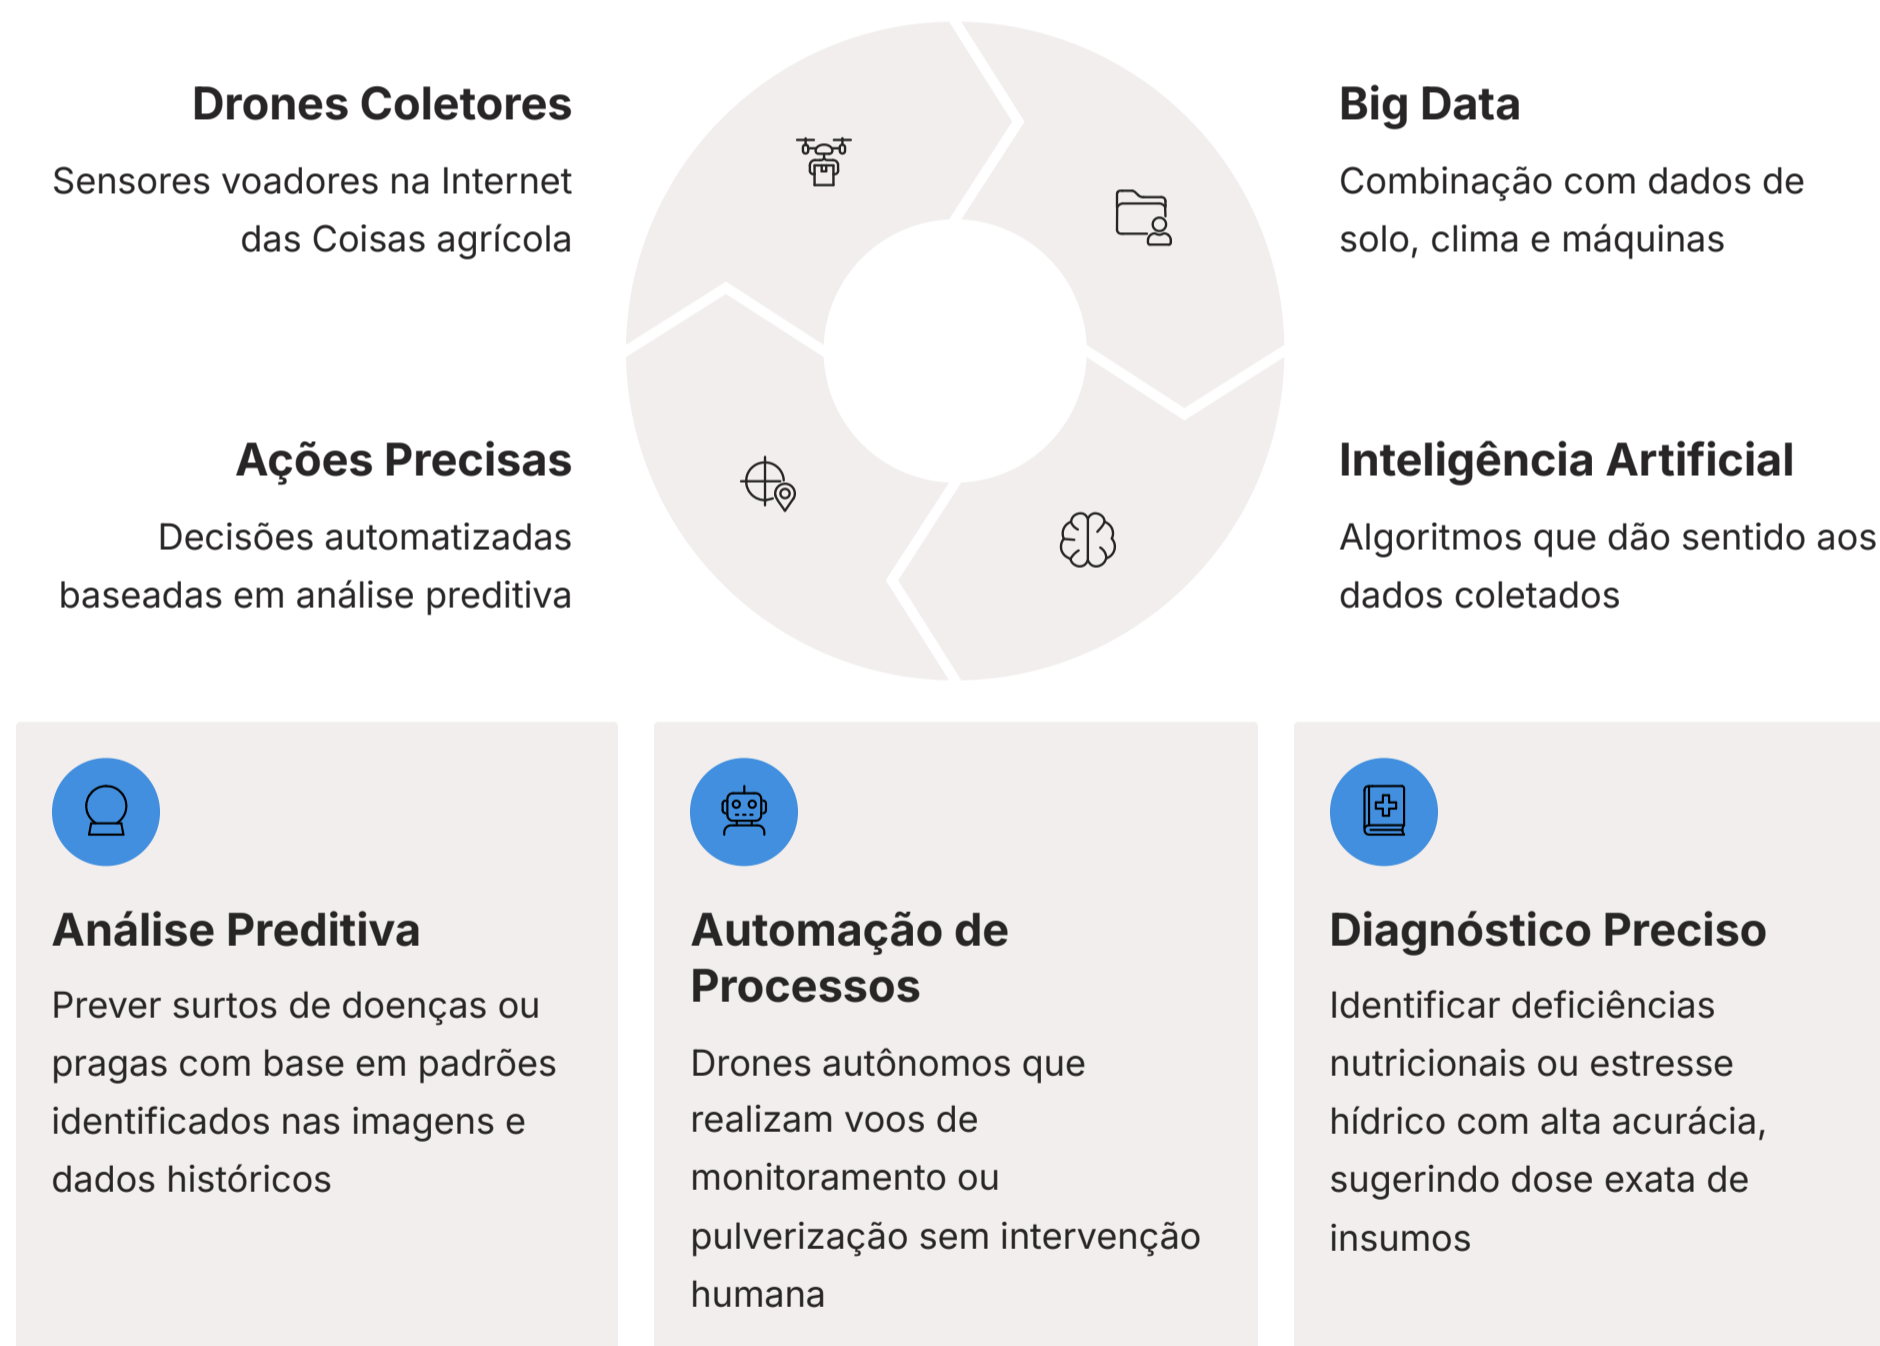 Drones Coletores
Sensores voadores na Internet
das Coisas agrícola
Big Data
Combinação com dados de
solo, clima e máquinas
Ações Precisas
Decisões automatizadas
baseadas em análise preditiva
Inteligência Artificial
Algoritmos que dão sentido aos
dados coletados
Análise Preditiva
Prever surtos de doenças ou
pragas com base em padrões
identificados nas imagens e
dados históricos
Automação de
Processos
Drones autônomos que
realizam voos de
monitoramento ou
pulverização sem intervenção
humana
Diagnóstico Preciso
Identificar deficiências
nutricionais ou estresse
hídrico com alta acurácia,
sugerindo dose exata de
insumos